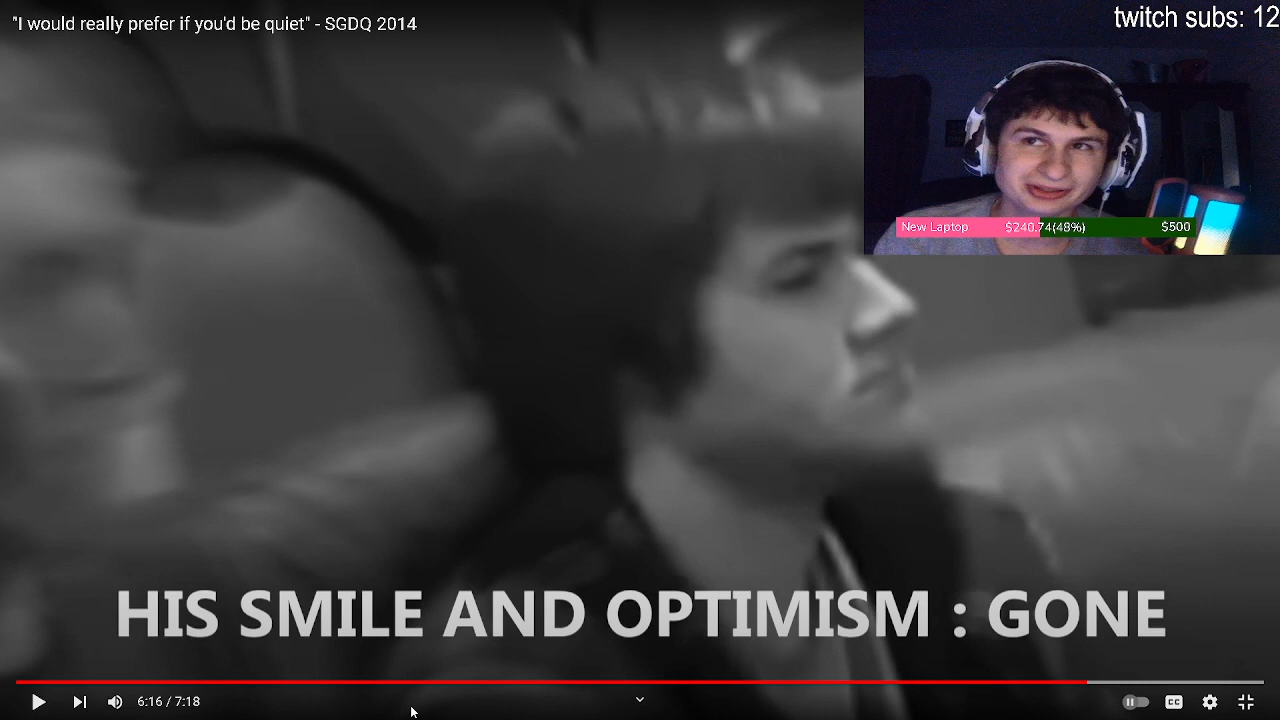 "I would really prefer if you'd be quiet" - SGDQ 2014
twitch subs: 12
New Laptop $240.74(48%) $500
HIS SMILE AND OPTIMISM : GONE
6:16 / 7:18
CC